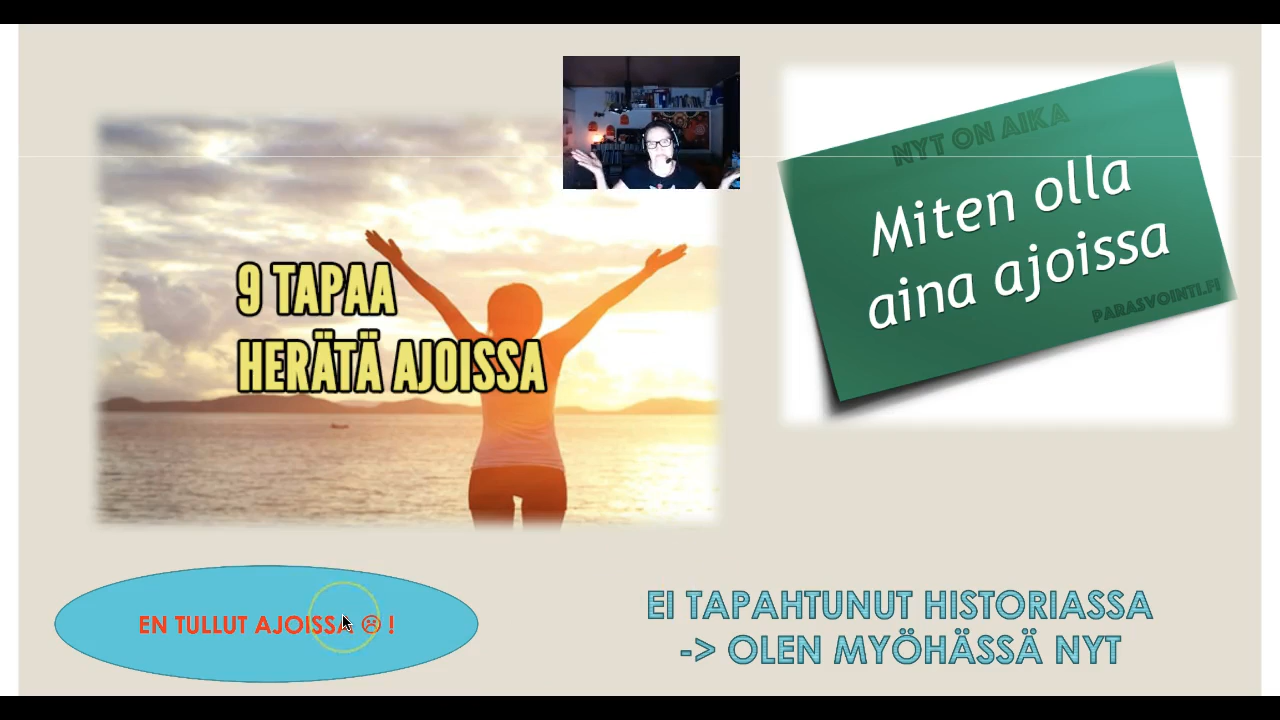 9 TAPAA
HERÄTÄ AJOISSA
NYT ON AIKA
Miten olla
aina ajoissa
PARASVOINTI.FI
EN TULLUT AJOISSA ☹ !
EI TAPAHTUNUT HISTORIASSA
-> OLEN MYÖHÄSSÄ NYT